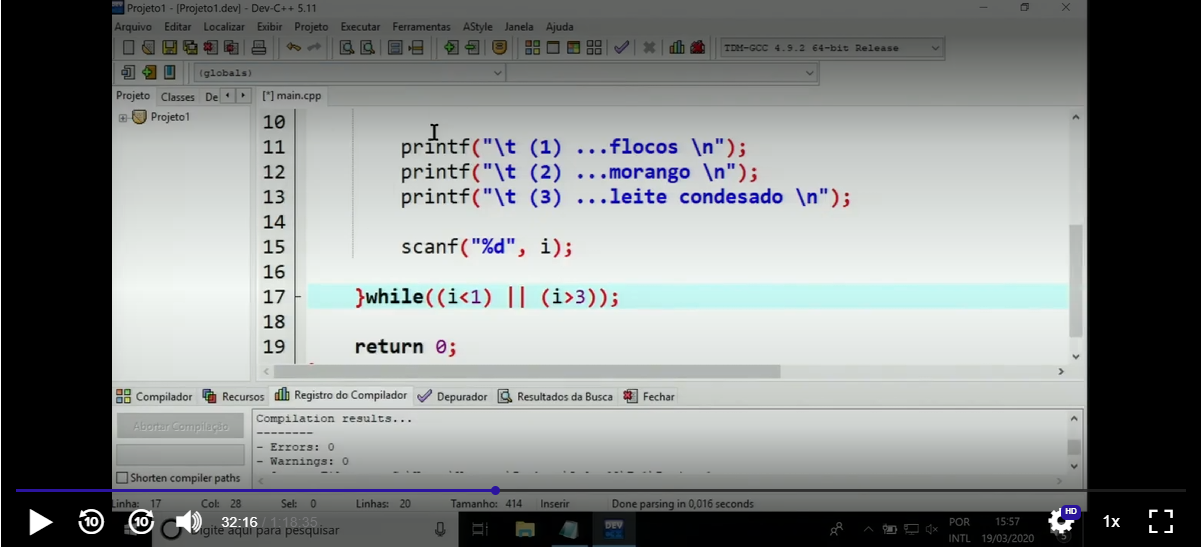 Projeto1 - [Projeto1.dev] - Dev-C++ 5.11
Arquivo Editar Localizar Exibir Projeto Executar Ferramentas AStyle Janela Ajuda
TDM-GCC 4.9.2 64-bit Release
(globals)
Projeto Classes De [*] main.cpp
Projeto1
10
11 printf("\t (1) ...flocos \n");
12 printf("\t (2) ...morango \n");
13 printf("\t (3) ...leite condesado \n");
14
15 scanf("%d", i);
16
17 }while((i<1) || (i>3));
18
19 return 0;
Compilador Recursos Registro do Compilador Depurador Resultados da Busca Fechar
Abortar Compilação
Compilation results...
--------
- Errors: 0
- Warnings: 0
Shorten compiler paths
Linha: 17 Col: 28 Sel: 0 Linhas: 20 Tamanho: 414 Inserir Done parsing in 0,016 seconds
10 10 32:16 / 1:18:35 Digite aqui para pesquisar DEV POR INTL 15:57 19/03/2020 5 HD 1x